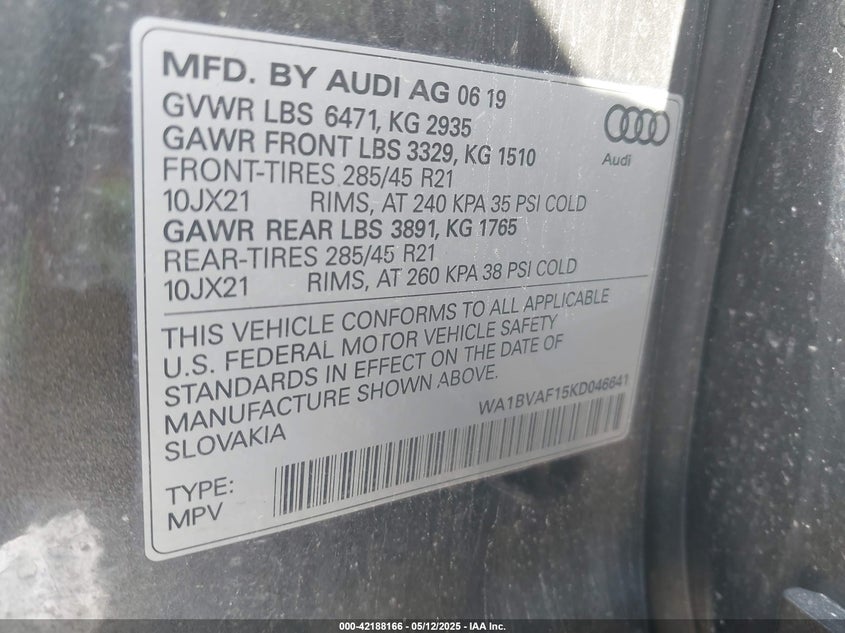 MFD. BY AUDI AG 06 19
GVWR LBS 6471, KG 2935
GAWR FRONT LBS 3329, KG 1510
FRONT-TIRES 285/45 R21
10JX21 RIMS, AT 240 KPA 35 PSI COLD
GAWR REAR LBS 3891, KG 1765
REAR-TIRES 285/45 R21
10JX21 RIMS, AT 260 KPA 38 PSI COLD
Audi
THIS VEHICLE CONFORMS TO ALL APPLICABLE
U.S. FEDERAL MOTOR VEHICLE SAFETY
STANDARDS IN EFFECT ON THE DATE OF
MANUFACTURE SHOWN ABOVE.
SLOVAKIA
WA1BVAF15KD046641
TYPE:
MPV
000-42188166 - 05/12/2025 - IAA Inc.